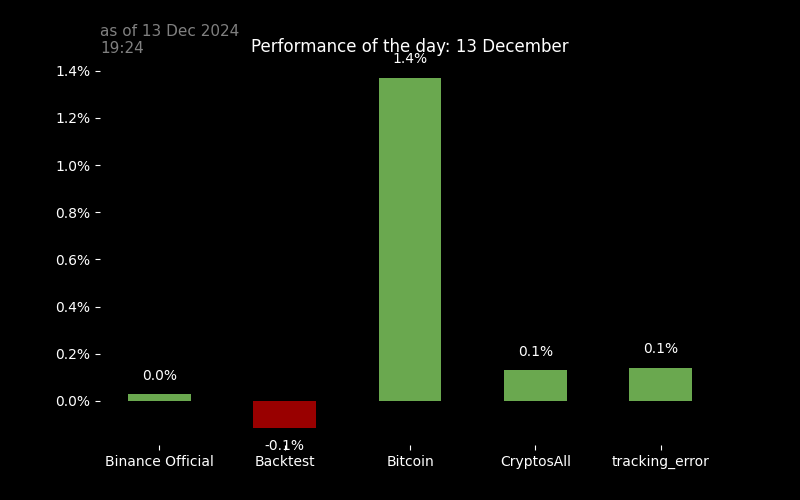 as of 13 Dec 2024
19:24
Performance of the day: 13 December
1.4%
1.4%
1.2%
1.0%
0.8%
0.6%
0.4%
0.2%
0.0%
0.0%
-0.1%
0.1%
0.1%
Binance Official
Backtest
Bitcoin
CryptosAll
tracking_error